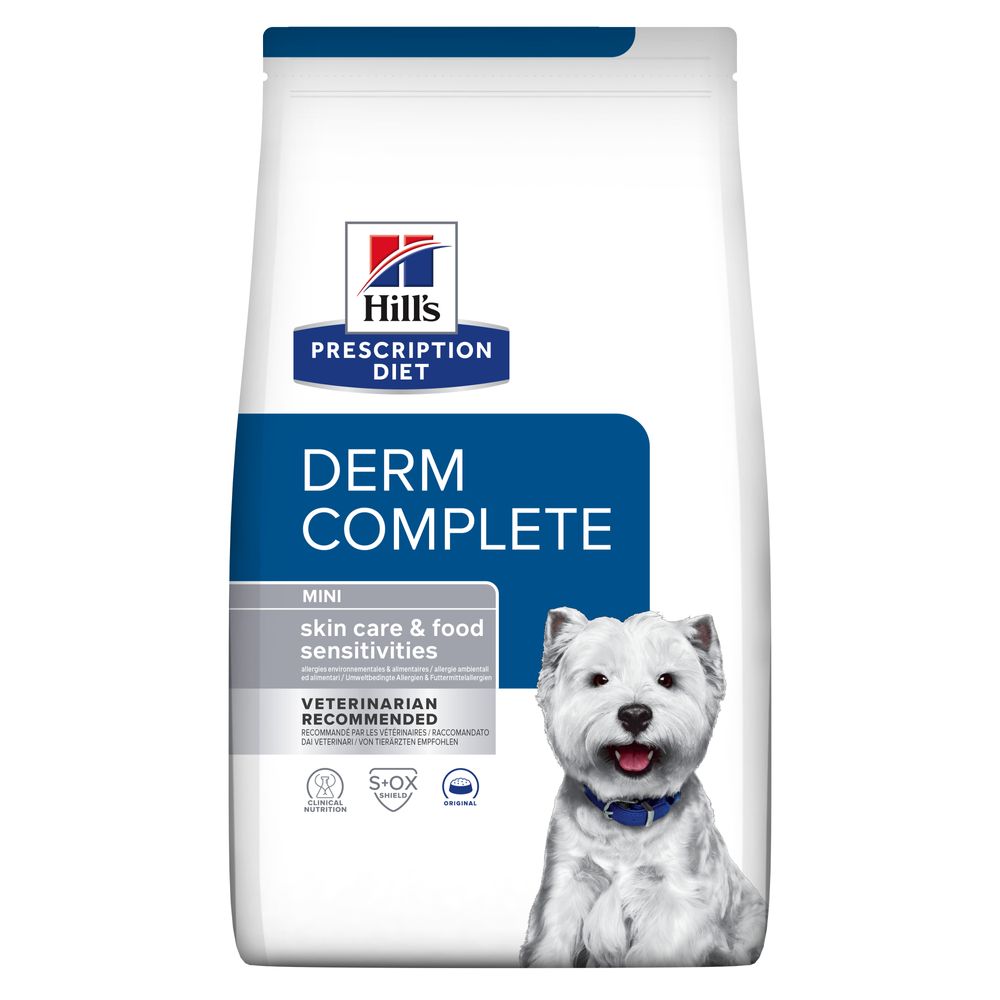 Hill's
PRESCRIPTION
DIET
DERM
COMPLETE
MINI
skin care & food
sensitivities
allergies environnementales & alimentaires / allergie ambientali
ed alimentari / Umweltbedingte Allergien & Futtermittelallergien
VETERINARIAN
RECOMMENDED
RECOMMANDÉ PAR LES VÉTÉRINAIRES / RACCOMANDATO
DAI VETERINARI / VON TIERÄRZTEN EMPFOHLEN
CLINICAL
NUTRITION
S+OX
SHIELD
ORIGINAL